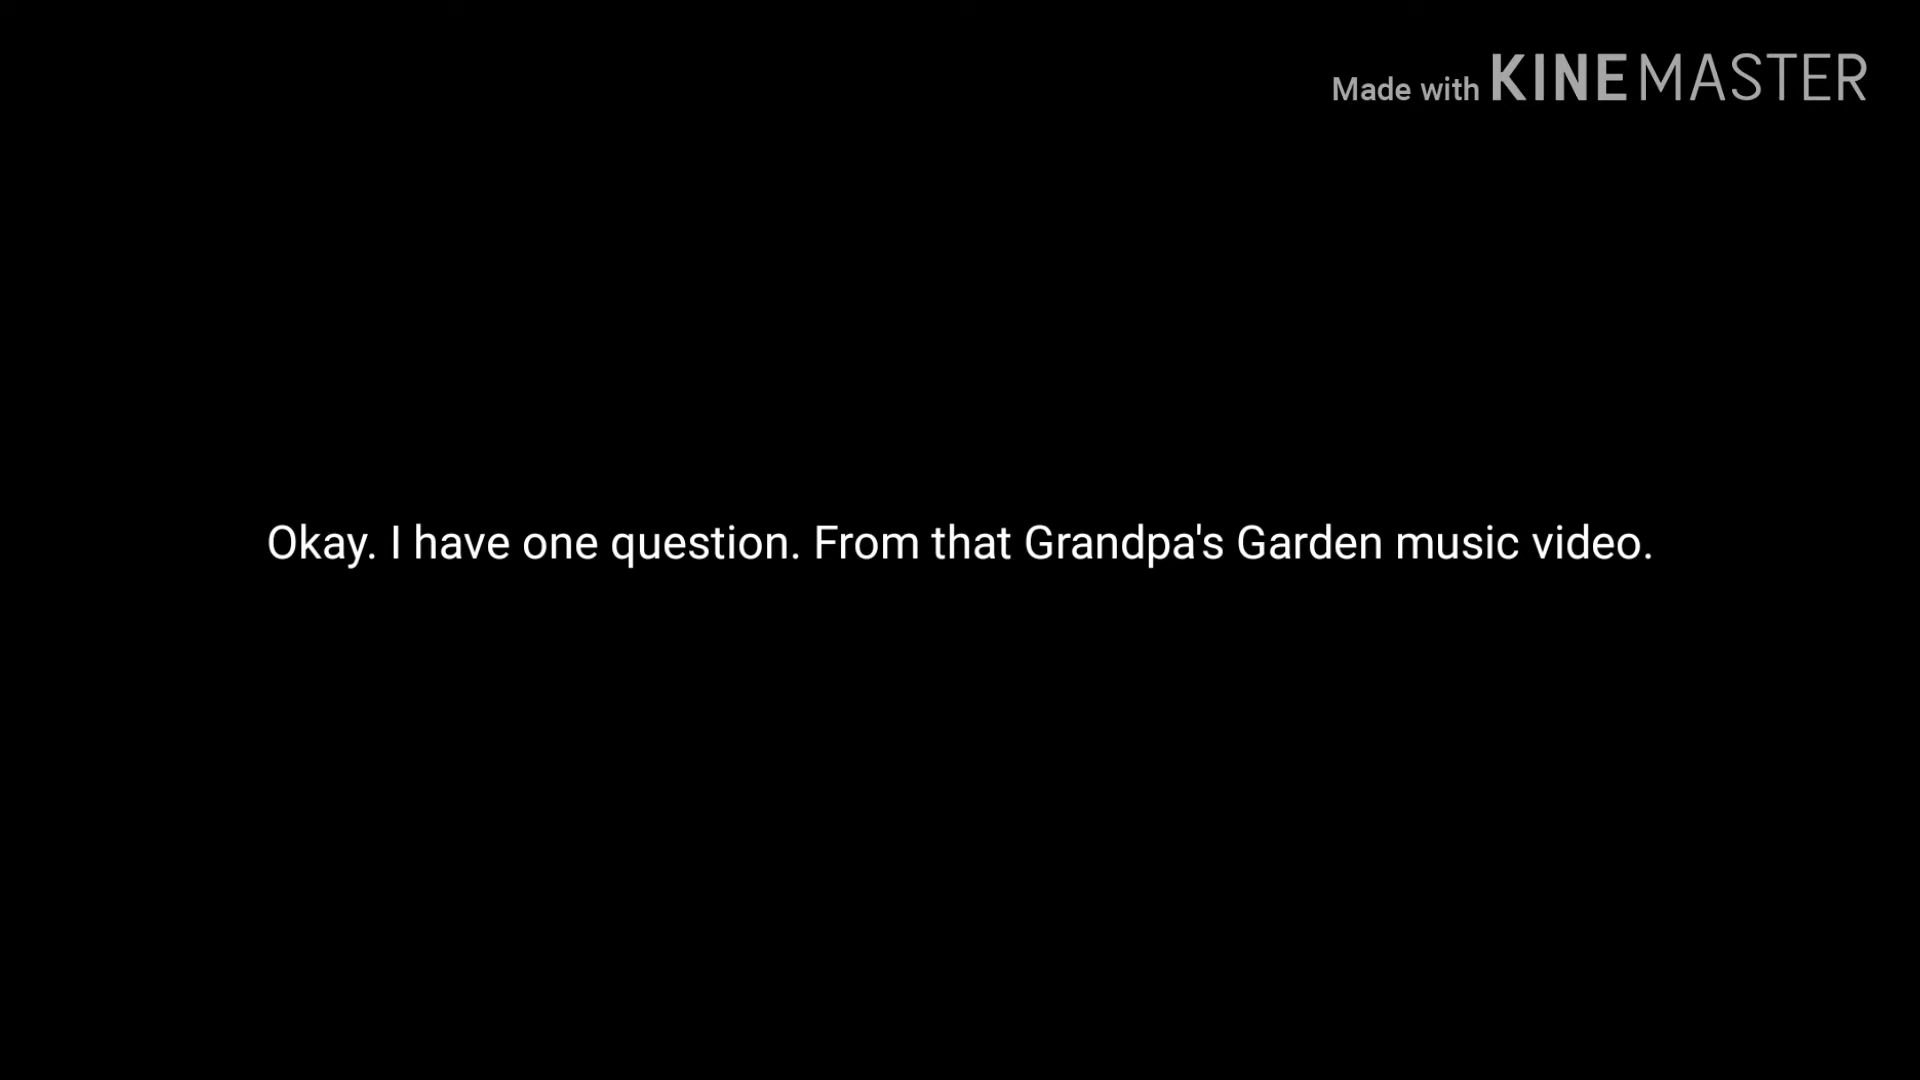 Made with KINEMASTER
Okay. I have one question. From that Grandpa's Garden music video.